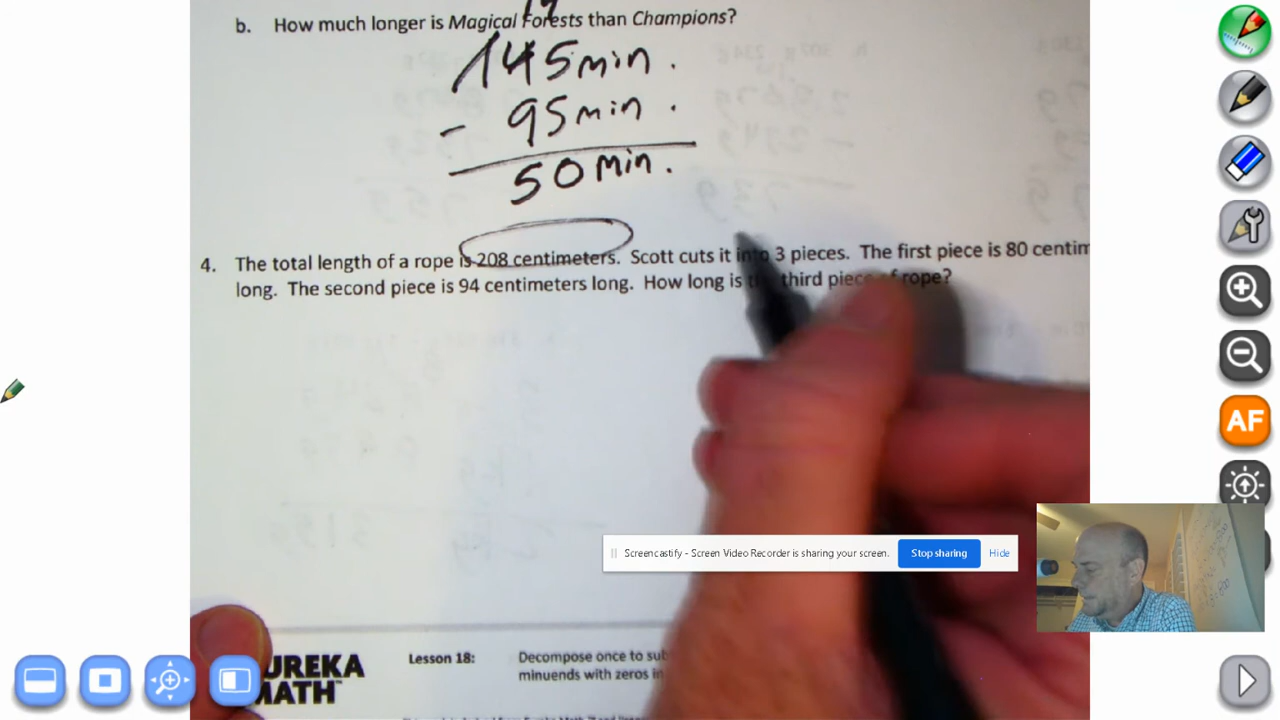 b. How much longer is Magical Forests than Champions?
14
145 min.
- 95 min.
50 min.
4. The total length of a rope is 208 centimeters. Scott cuts it into 3 pieces. The first piece is 80 centim
long. The second piece is 94 centimeters long. How long is the third piece of rope?
AF
Screencastify - Screen Video Recorder is sharing your screen. Stop sharing Hide
UREKA
MATH™
Lesson 18: Decompose once to sub
minuends with zeros in